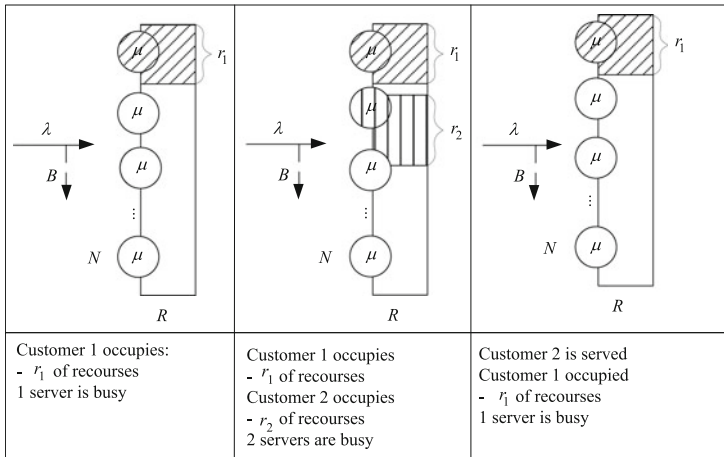 μ
r₁
μ
λ
μ
B
...
N
μ
R
μ
r₁
μ
r₂
λ
μ
B
...
N
μ
R
μ
r₁
μ
λ
μ
B
...
N
μ
R
Customer 1 occupies:
- r₁ of recourses
1 server is busy
Customer 1 occupies
- r₁ of recourses
Customer 2 occupies
- r₂ of recourses
2 servers are busy
Customer 2 is served
Customer 1 occupied
- r₁ of recourses
1 server is busy